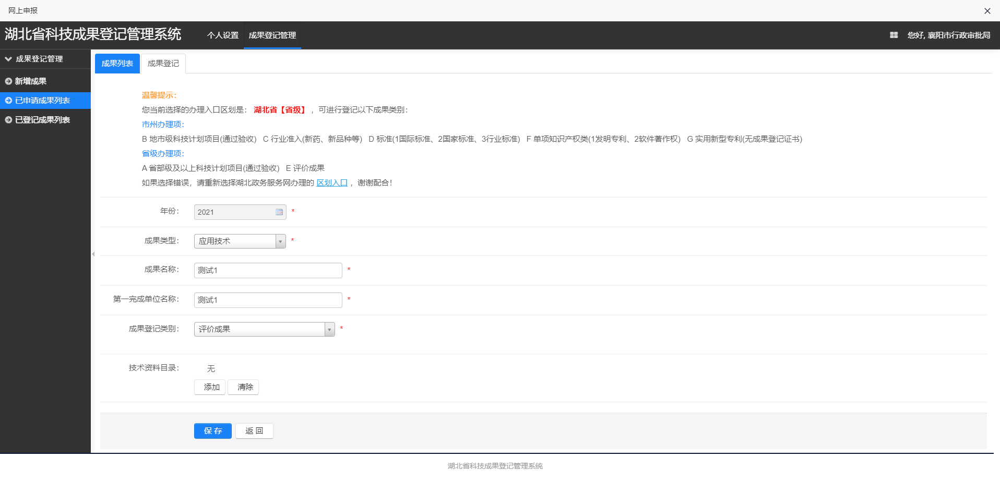 网上申报
湖北省科技成果登记管理系统
个人设置
成果登记管理
您好, 襄阳市行政审批局
成果登记管理
新增成果
已申请成果列表
已登记成果列表
成果列表
成果登记
温馨提示：
您当前选择的办理入口区划是： 湖北省【省级】 ，可进行登记以下成果类别：
市州办理项：
B 地市级科技计划项目(通过验收) C 行业准入(新药、新品种等) D 标准(1国际标准、2国家标准、3行业标准) F 单项知识产权类(1发明专利、2软件著作权) G 实用新型专利(无成果登记证书)
省级办理项：
A 省部级及以上科技计划项目(通过验收) E 评价成果
如果选择错误，请重新选择湖北政务服务网办理的 区划入口 ，谢谢配合！
年份： 2021 *
成果类型： 应用技术 *
成果名称： 测试1 *
第一完成单位名称： 测试1 *
成果登记类别： 评价成果 *
技术资料目录： 无
添加 清除
保 存 返 回
湖北省科技成果登记管理系统